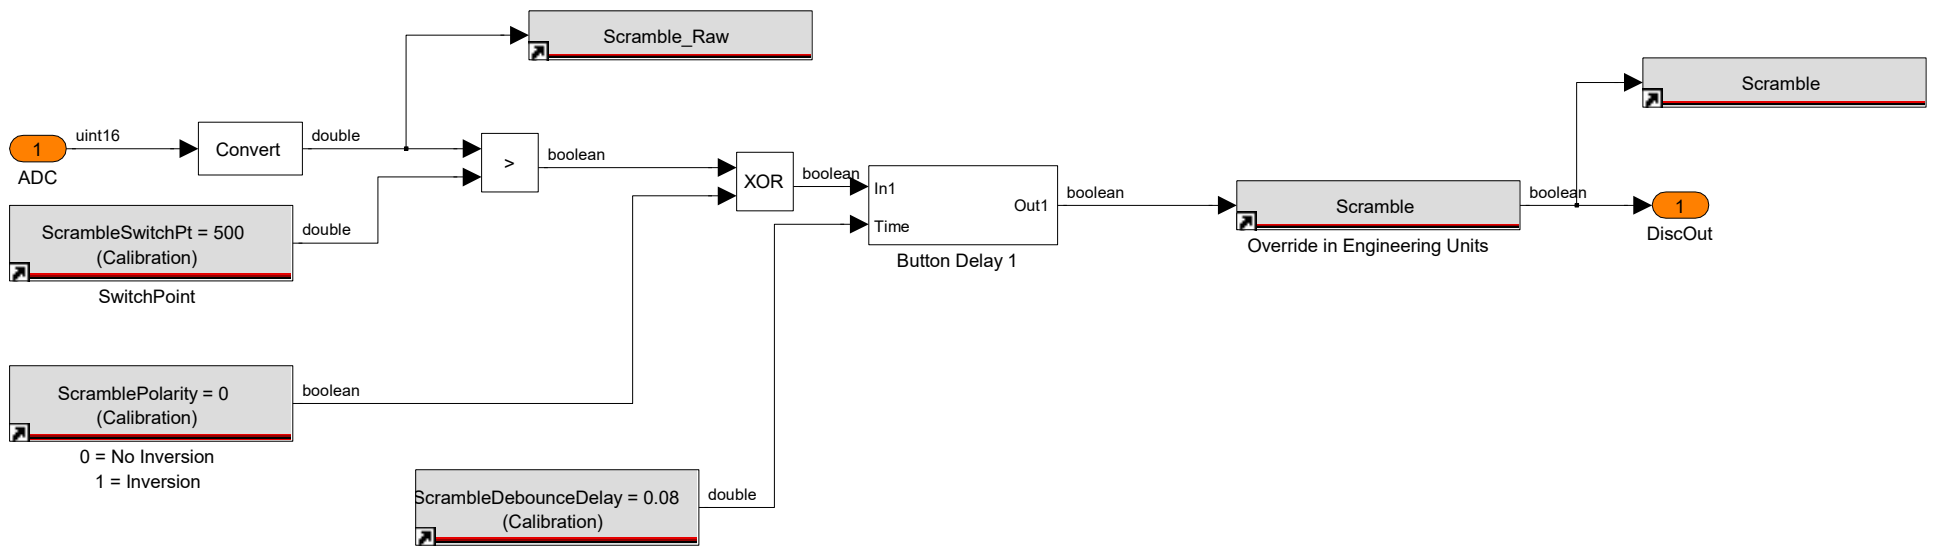 Scramble_Raw
Scramble
uint16
1
ADC
Convert
double
>
boolean
XOR
boolean
In1
Time
Out1
Button Delay 1
boolean
Scramble
Override in Engineering Units
boolean
1
DiscOut
ScrambleSwitchPt = 500
(Calibration)
SwitchPoint
double
ScramblePolarity = 0
(Calibration)
boolean
0 = No Inversion
1 = Inversion
ScrambleDebounceDelay = 0.08
(Calibration)
double